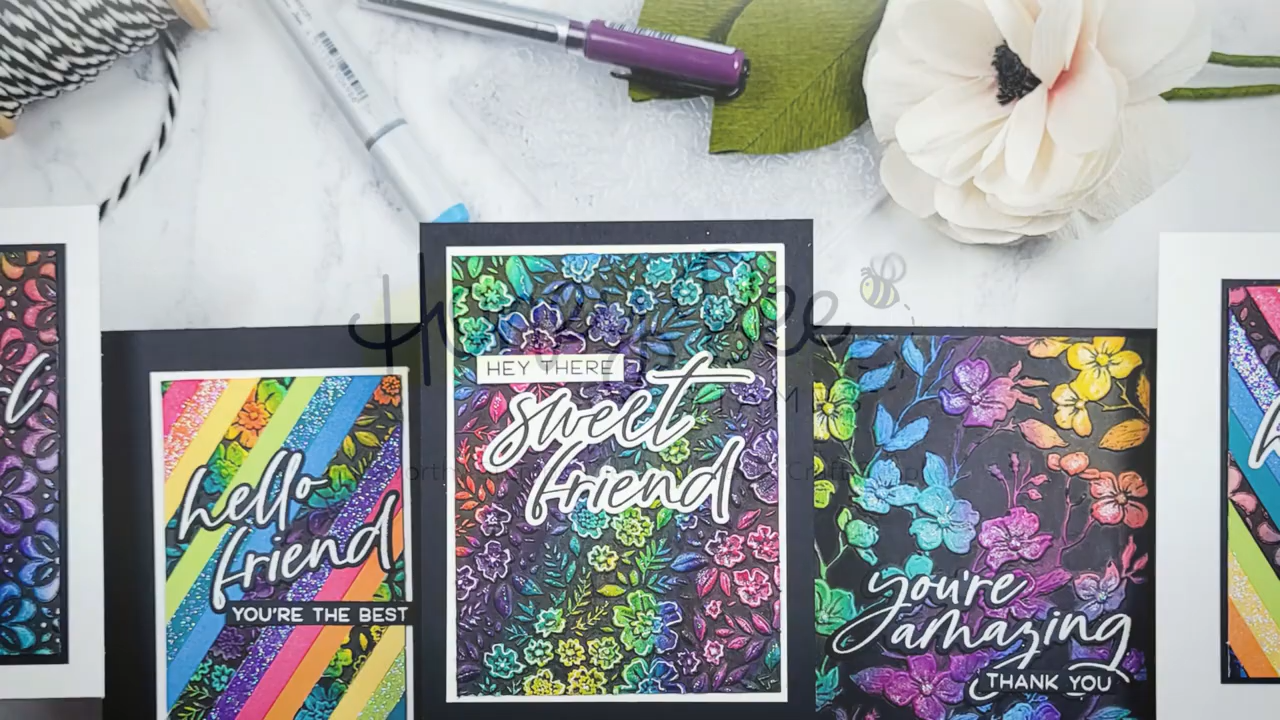 HEY THERE
sweet
friend
hello
friend
YOU'RE THE BEST
you're
amazing
THANK YOU